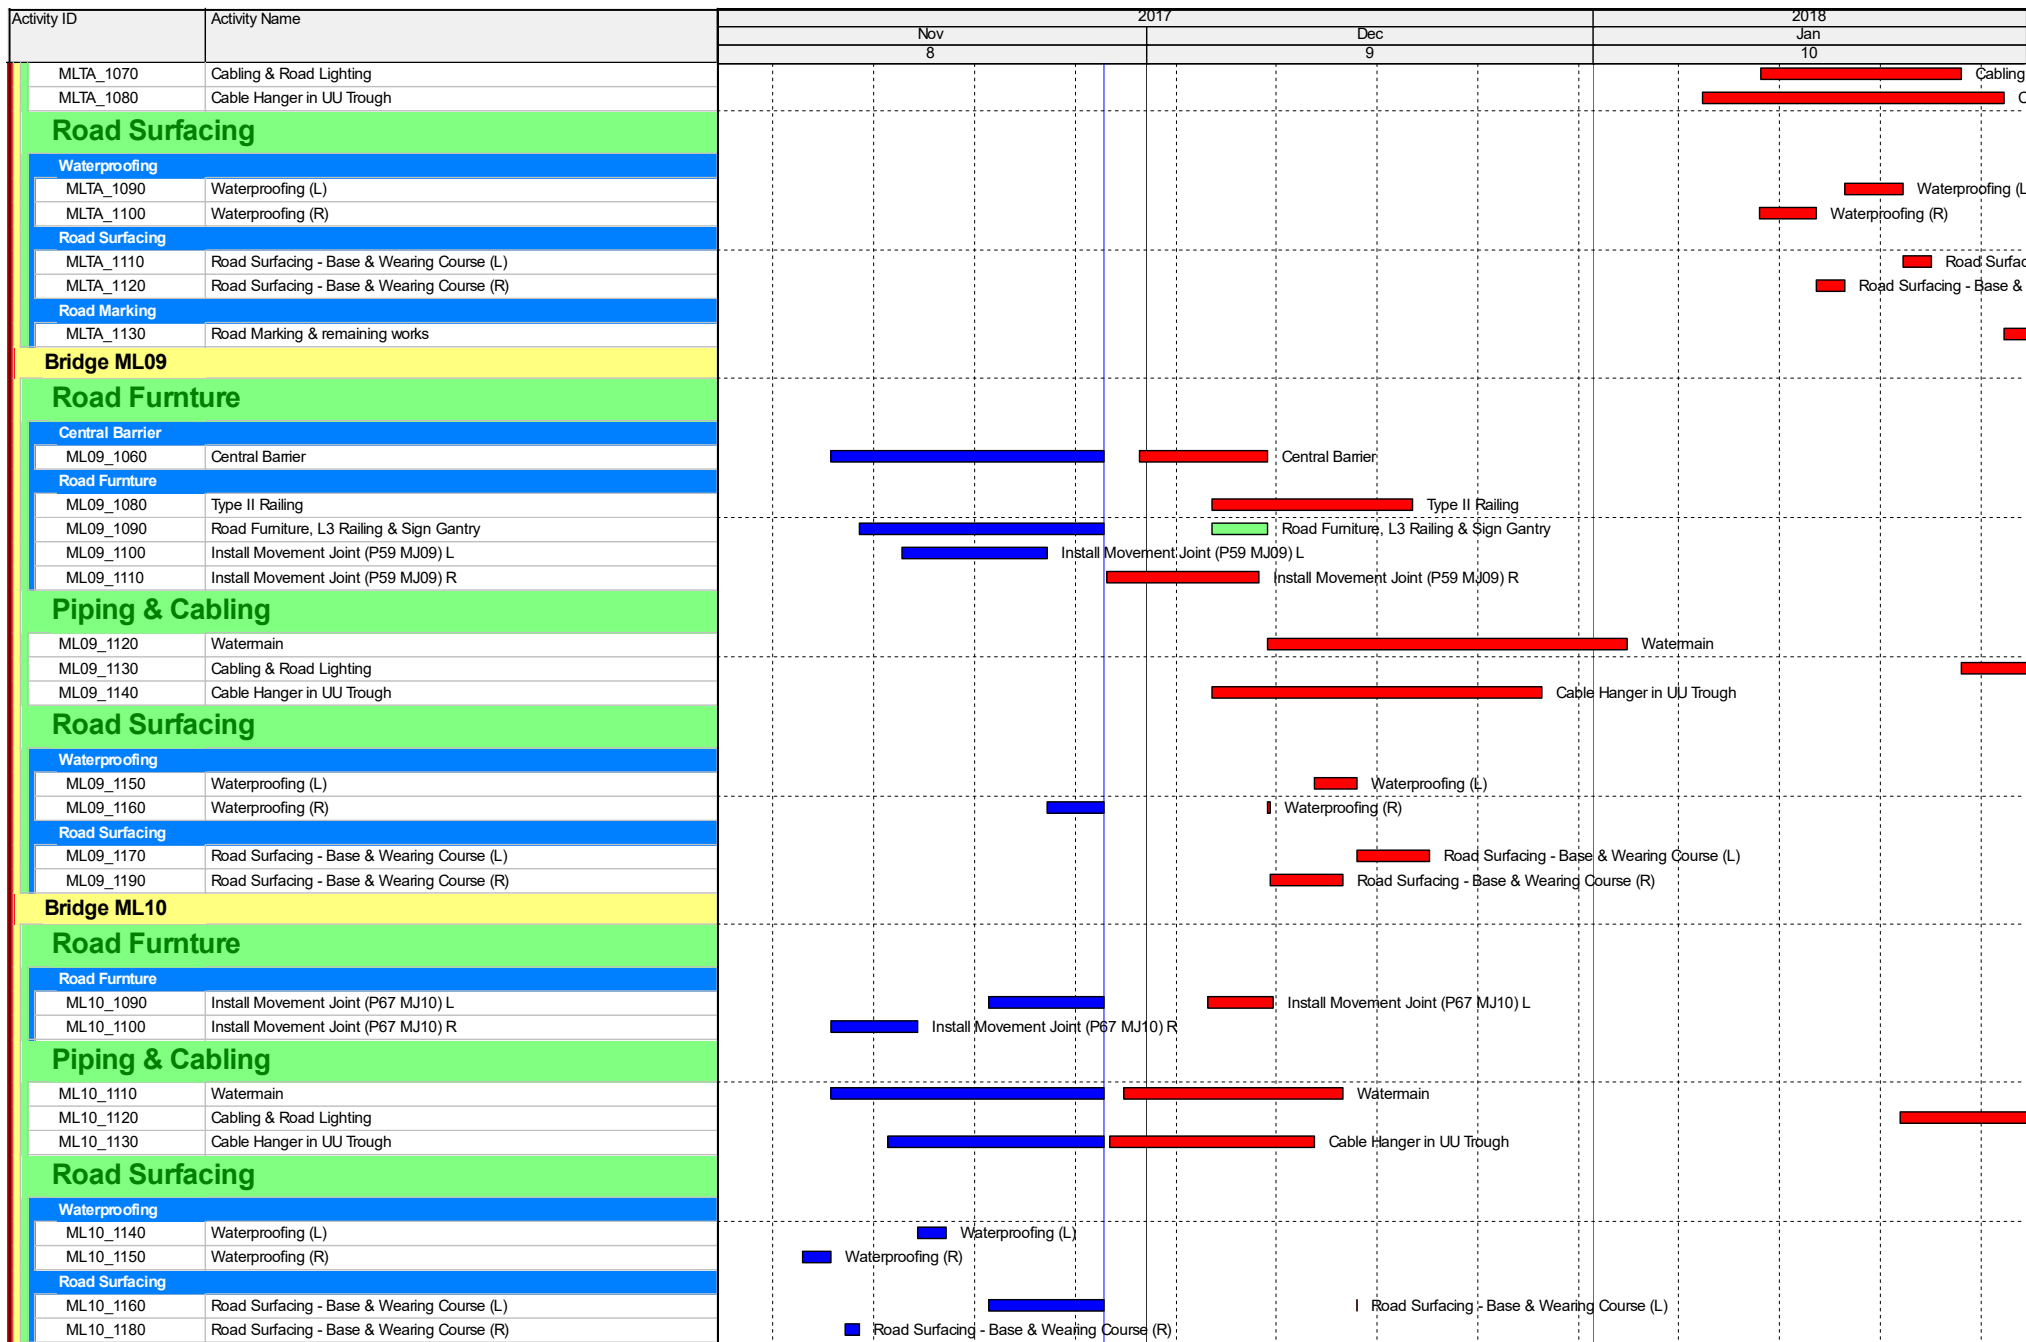 Activity ID Activity Name 2017 2018
Nov Dec Jan
8 9 10
MLTA_1070 Cabling & Road Lighting Cabling
MLTA_1080 Cable Hanger in UU Trough C
Road Surfacing
Waterproofing
MLTA_1090 Waterproofing (L) Waterproofing (L
MLTA_1100 Waterproofing (R) Waterproofing (R)
Road Surfacing
MLTA_1110 Road Surfacing - Base & Wearing Course (L) Road Surfac
MLTA_1120 Road Surfacing - Base & Wearing Course (R) Road Surfacing - Base &
Road Marking
MLTA_1130 Road Marking & remaining works
Bridge ML09
Road Furnture
Central Barrier
ML09_1060 Central Barrier Central Barrier
Road Furnture
ML09_1080 Type II Railing Type II Railing
ML09_1090 Road Furniture, L3 Railing & Sign Gantry Road Furniture, L3 Railing & Sign Gantry
ML09_1100 Install Movement Joint (P59 MJ09) L Install Movement Joint (P59 MJ09) L
ML09_1110 Install Movement Joint (P59 MJ09) R Install Movement Joint (P59 MJ09) R
Piping & Cabling
ML09_1120 Watermain Watermain
ML09_1130 Cabling & Road Lighting
ML09_1140 Cable Hanger in UU Trough Cable Hanger in UU Trough
Road Surfacing
Waterproofing
ML09_1150 Waterproofing (L) Waterproofing (L)
ML09_1160 Waterproofing (R) Waterproofing (R)
Road Surfacing
ML09_1170 Road Surfacing - Base & Wearing Course (L) Road Surfacing - Base & Wearing Course (L)
ML09_1190 Road Surfacing - Base & Wearing Course (R) Road Surfacing - Base & Wearing Course (R)
Bridge ML10
Road Furnture
Road Furnture
ML10_1090 Install Movement Joint (P67 MJ10) L Install Movement Joint (P67 MJ10) L
ML10_1100 Install Movement Joint (P67 MJ10) R Install Movement Joint (P67 MJ10) R
Piping & Cabling
ML10_1110 Watermain Watermain
ML10_1120 Cabling & Road Lighting
ML10_1130 Cable Hanger in UU Trough Cable Hanger in UU Trough
Road Surfacing
Waterproofing
ML10_1140 Waterproofing (L) Waterproofing (L)
ML10_1150 Waterproofing (R) Waterproofing (R)
Road Surfacing
ML10_1160 Road Surfacing - Base & Wearing Course (L) Road Surfacing - Base & Wearing Course (L)
ML10_1180 Road Surfacing - Base & Wearing Course (R) Road Surfacing - Base & Wearing Course (R)